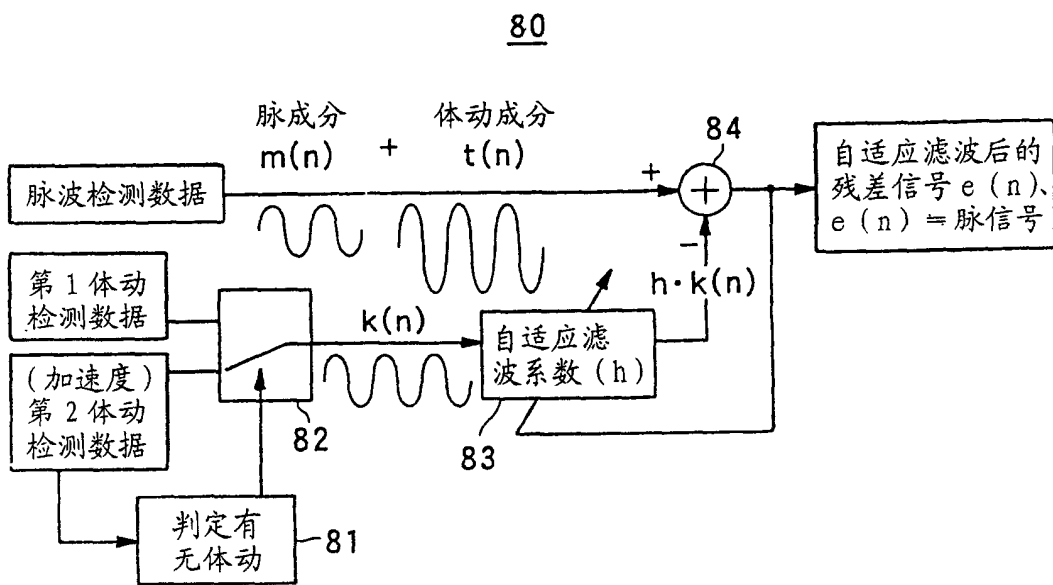 80
脉成分 + 体动成分
m(n) t(n)
84
脉波检测数据
+
自适应滤波后的
残差信号 e (n)、
e (n) ≒ 脉信号
−
第 1 体动
检测数据
k(n)
h·k(n)
自适应滤
波系数 (h)
(加速度)
第 2 体动
检测数据
82
83
判定有
无体动
81